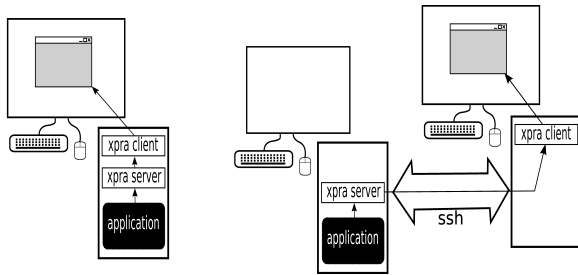 xpra client
xpra server
application
xpra server
application
ssh
xpra client